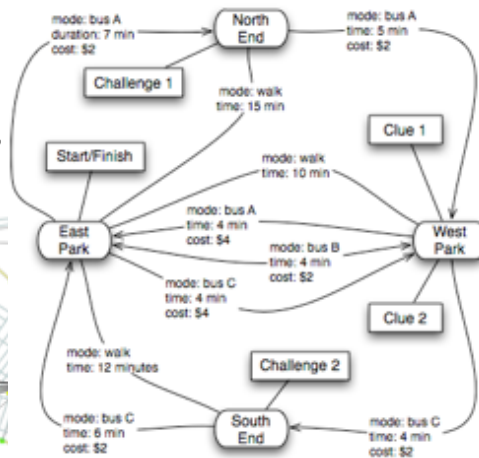 mode: bus A
duration: 7 min
cost: $2
North
End
mode: bus A
time: 5 min
cost: $2
Challenge 1
mode: walk
time: 15 min
Clue 1
Start/Finish
mode: walk
time: 10 min
East
Park
mode: bus A
time: 4 min
cost: $4
West
Park
mode: bus B
time: 4 min
cost: $2
mode: bus C
time: 4 min
cost: $4
Clue 2
mode: walk
time: 12 minutes
Challenge 2
mode: bus C
time: 6 min
cost: $2
South
End
mode: bus C
time: 4 min
cost: $2